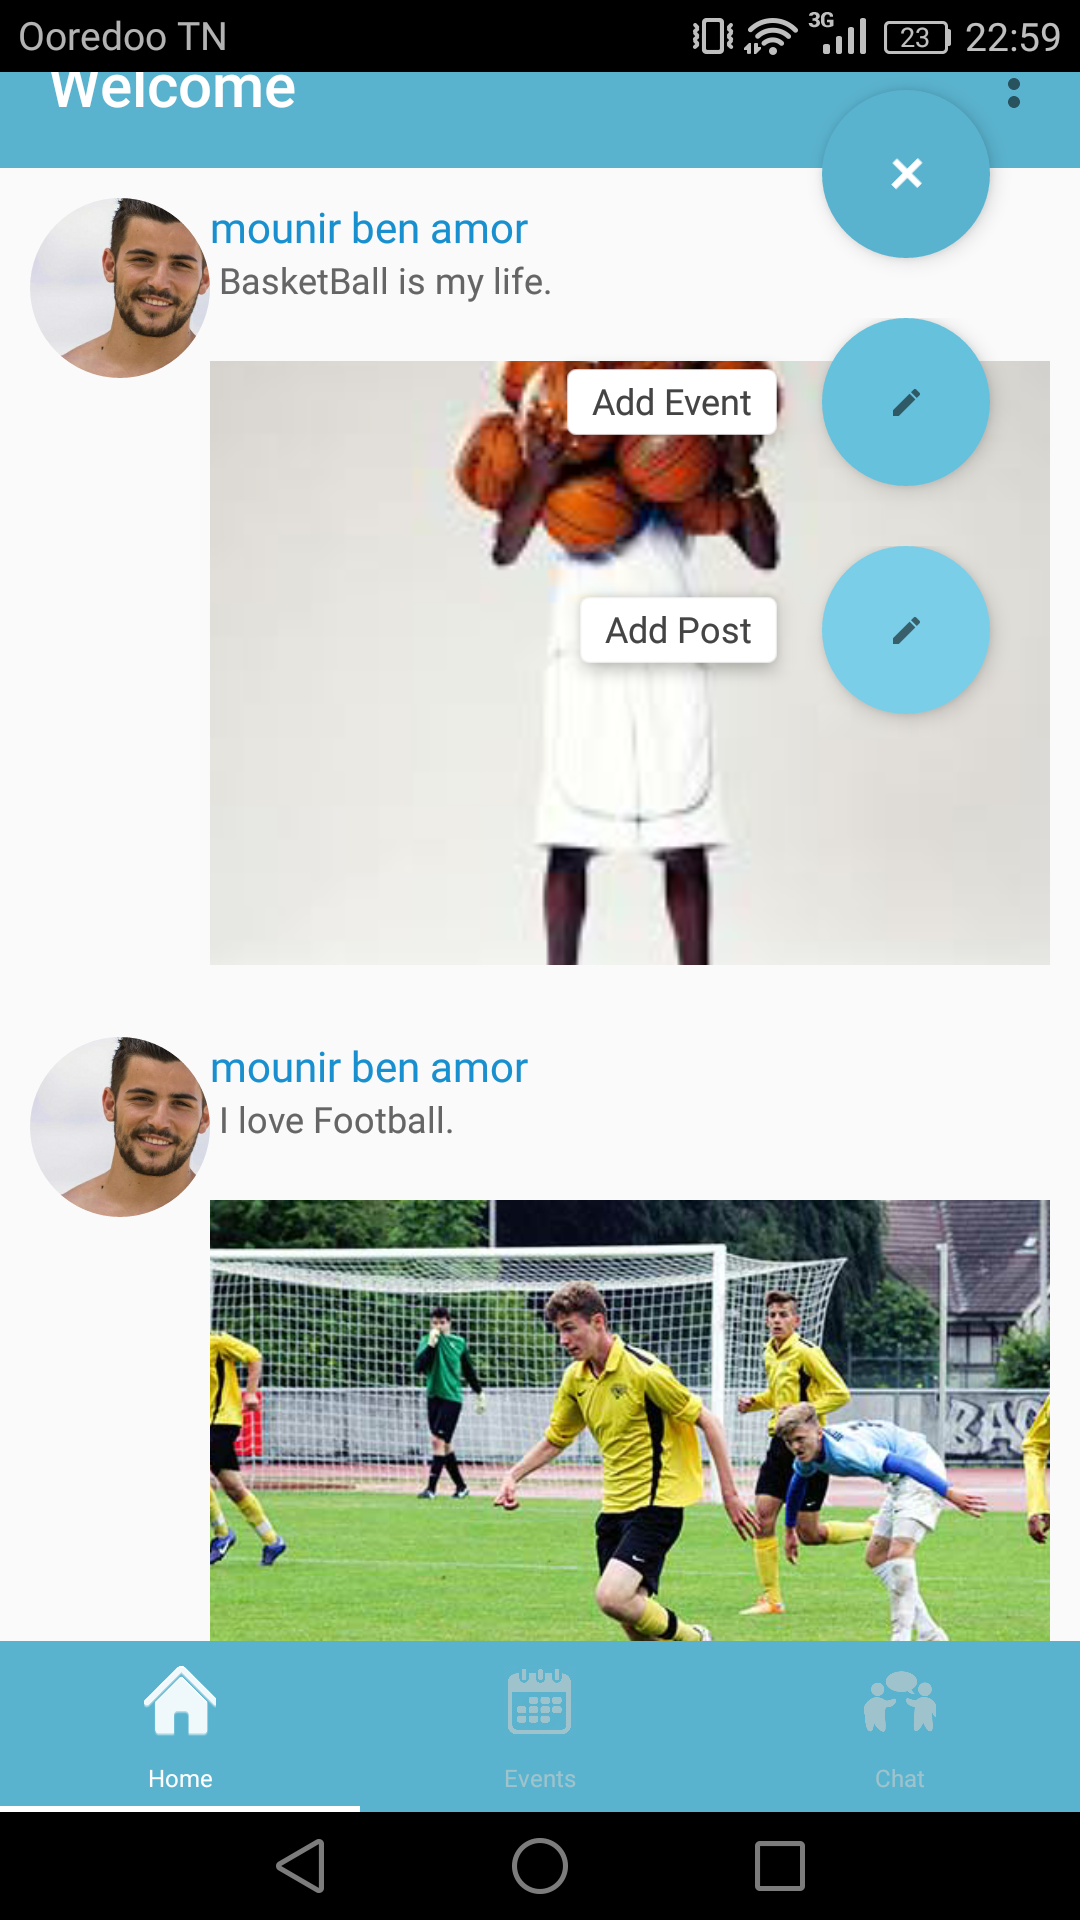 Ooredoo TN 3G 23 22:59
Welcome
mounir ben amor
BasketBall is my life.
Add Event
Add Post
mounir ben amor
I love Football.
Home Events Chat